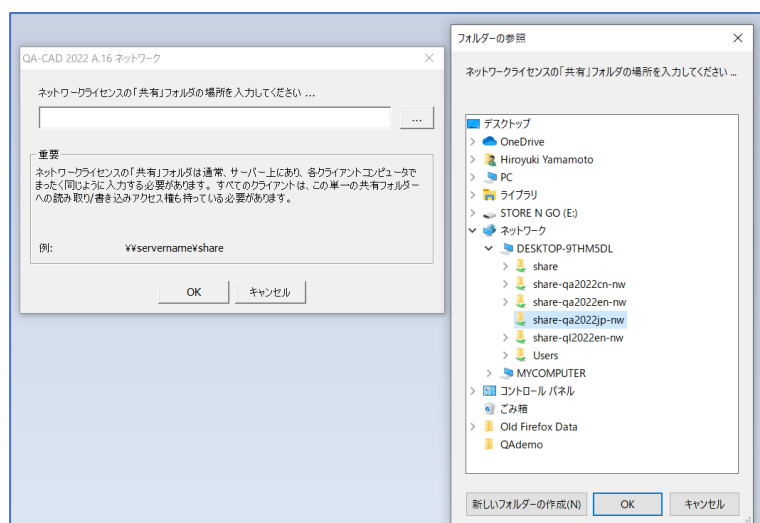 QA-CAD 2022 A.16 ネットワーク
ネットワークライセンスの「共有」フォルダの場所を入力してください ...
...
重要
ネットワークライセンスの「共有」フォルダは通常、サーバー上にあり、各クライアントコンピュータで
まったく同じように入力する必要があります。すべてのクライアントは、この単一の共有フォルダー
への読み取り/書き込みアクセス権も持っている必要があります。
例: ¥¥servername¥share
OK キャンセル
フォルダーの参照
ネットワークライセンスの「共有」フォルダの場所を入力してください ...
デスクトップ
OneDrive
Hiroyuki Yamamoto
PC
ライブラリ
STORE N GO (E:)
ネットワーク
DESKTOP-9THM5DL
share
share-qa2022cn-nw
share-qa2022en-nw
share-qa2022jp-nw
share-ql2022en-nw
Users
MYCOMPUTER
コントロール パネル
ごみ箱
Old Firefox Data
QAdemo
新しいフォルダーの作成(N) OK キャンセル